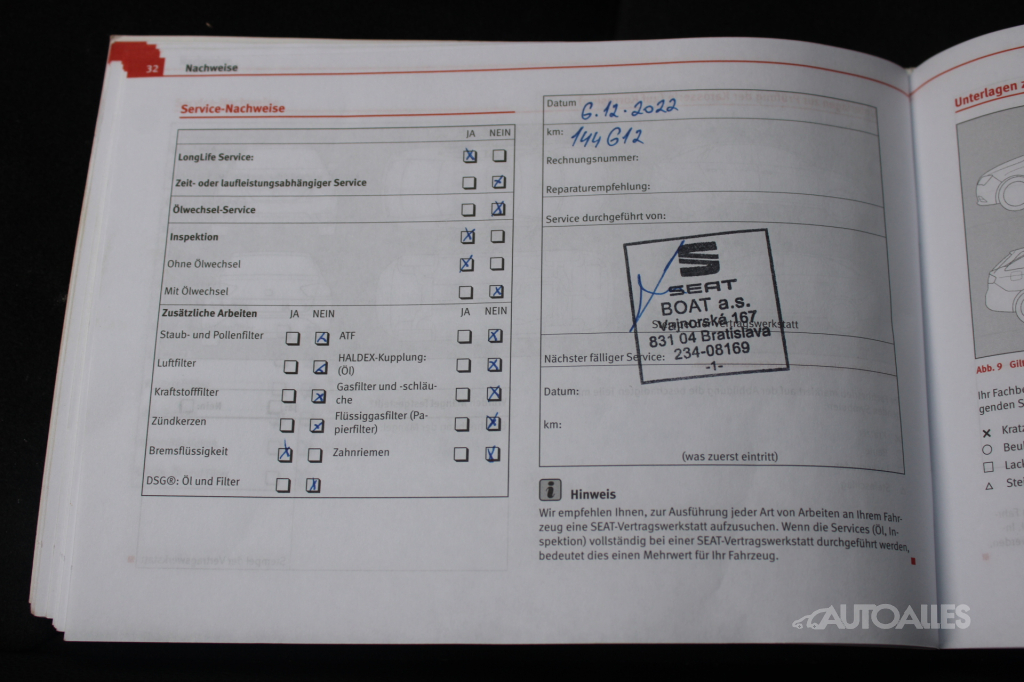 32 Nachweise
Service-Nachweise
JA NEIN
LongLife Service:
Zeit- oder laufleistungsabhängiger Service
Ölwechsel-Service
Inspektion
Ohne Ölwechsel
Mit Ölwechsel
Zusätzliche Arbeiten JA NEIN JA NEIN
Staub- und Pollenfilter ATF
Luftfilter HALDEX-Kupplung:
(Öl)
Kraftstofffilter Gasfilter und -schläu-
che
Zündkerzen Flüssiggasfilter (Pa-
pierfilter)
Bremsflüssigkeit Zahnriemen
DSG®: Öl und Filter
Datum 6.12.2022
km: 144612
Rechnungsnummer:
Reparaturempfehlung:
Service durchgeführt von:
SEAT
BOAT a.s.
Vajnorská 167
831 04 Bratislava
234-08169
-1-
Nächster fälliger Service:
Datum:
km:
(was zuerst eintritt)
i Hinweis
Wir empfehlen Ihnen, zur Ausführung jeder Art von Arbeiten an Ihrem Fahr-
zeug eine SEAT-Vertragswerkstatt aufzusuchen. Wenn die Services (Öl, In-
spektion) vollständig bei einer SEAT-Vertragswerkstatt durchgeführt werden,
bedeutet dies einen Mehrwert für Ihr Fahrzeug.
Unterlagen
Abb. 9
Ihr Fachbe
genden S
Kratz
Beul
Lack
Ste
AUTOALLES